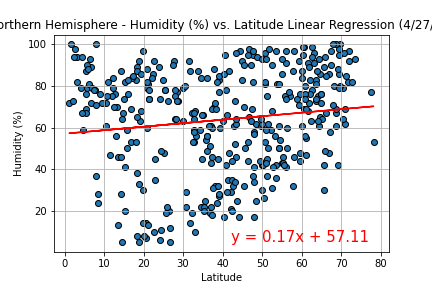 orthern Hemisphere - Humidity (%) vs. Latitude Linear Regression (4/27/
100
80
60
40
20
Humidity (%)
y = 0.17x + 57.11
0 10 20 30 40 50 60 70 80
Latitude